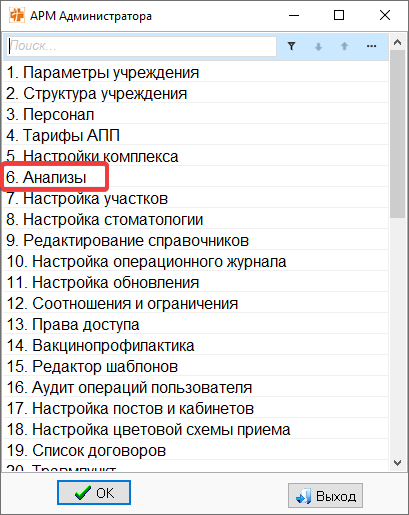 АРМ Администратора
Поиск...
1. Параметры учреждения
2. Структура учреждения
3. Персонал
4. Тарифы АПП
5. Настройки комплекса
6. Анализы
7. Настройка участков
8. Настройка стоматологии
9. Редактирование справочников
10. Настройка операционного журнала
11. Настройка обновления
12. Соотношения и ограничения
13. Права доступа
14. Вакцинопрофилактика
15. Редактор шаблонов
16. Аудит операций пользователя
17. Настройка постов и кабинетов
18. Настройка цветовой схемы приема
19. Список договоров
20. Травмпункт
OK
Выход